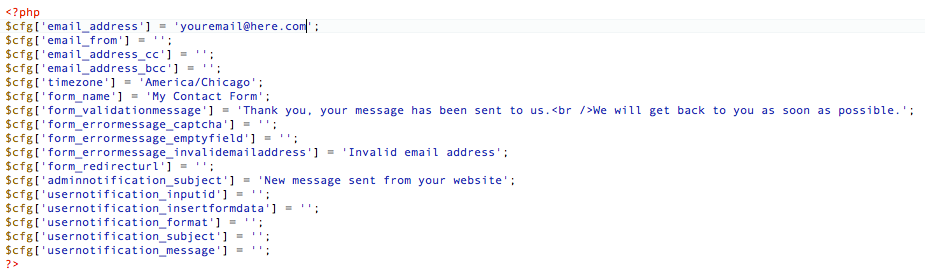 <?php
$cfg['email_address'] = 'youremail@here.com';
$cfg['email_from'] = '';
$cfg['email_address_cc'] = '';
$cfg['email_address_bcc'] = '';
$cfg['timezone'] = 'America/Chicago';
$cfg['form_name'] = 'My Contact Form';
$cfg['form_validationmessage'] = 'Thank you, your message has been sent to us.<br />We will get back to you as soon as possible.';
$cfg['form_errormessage_captcha'] = '';
$cfg['form_errormessage_emptyfield'] = '';
$cfg['form_errormessage_invalidemailaddress'] = 'Invalid email address';
$cfg['form_redirecturl'] = '';
$cfg['adminnotification_subject'] = 'New message sent from your website';
$cfg['usernotification_inputid'] = '';
$cfg['usernotification_insertformdata'] = '';
$cfg['usernotification_format'] = '';
$cfg['usernotification_subject'] = '';
$cfg['usernotification_message'] = '';
?>